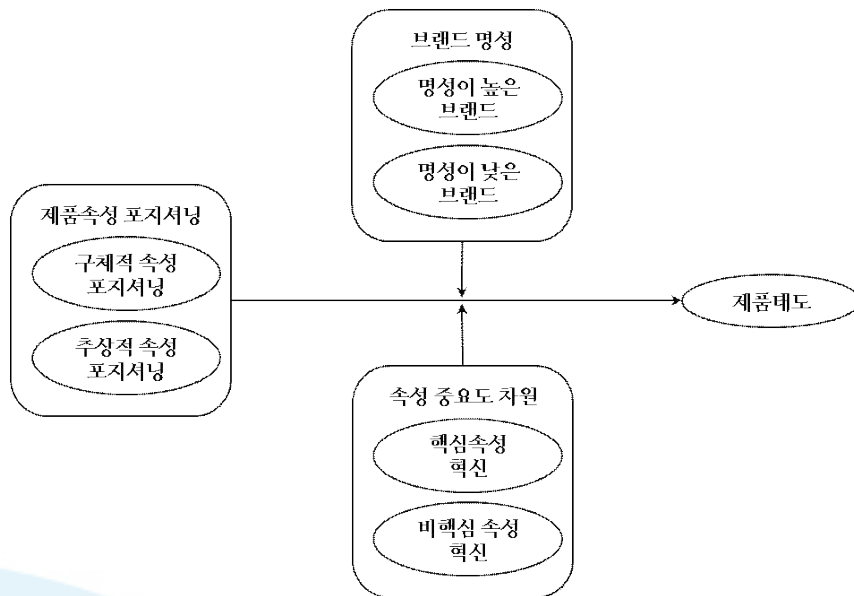 브랜드 명성
명성이 높은
브랜드
명성이 낮은
브랜드
제품속성 포지셔닝
구체적 속성
포지셔닝
추상적 속성
포지셔닝
제품태도
속성 중요도 차원
핵심속성
혁신
비핵심 속성
혁신